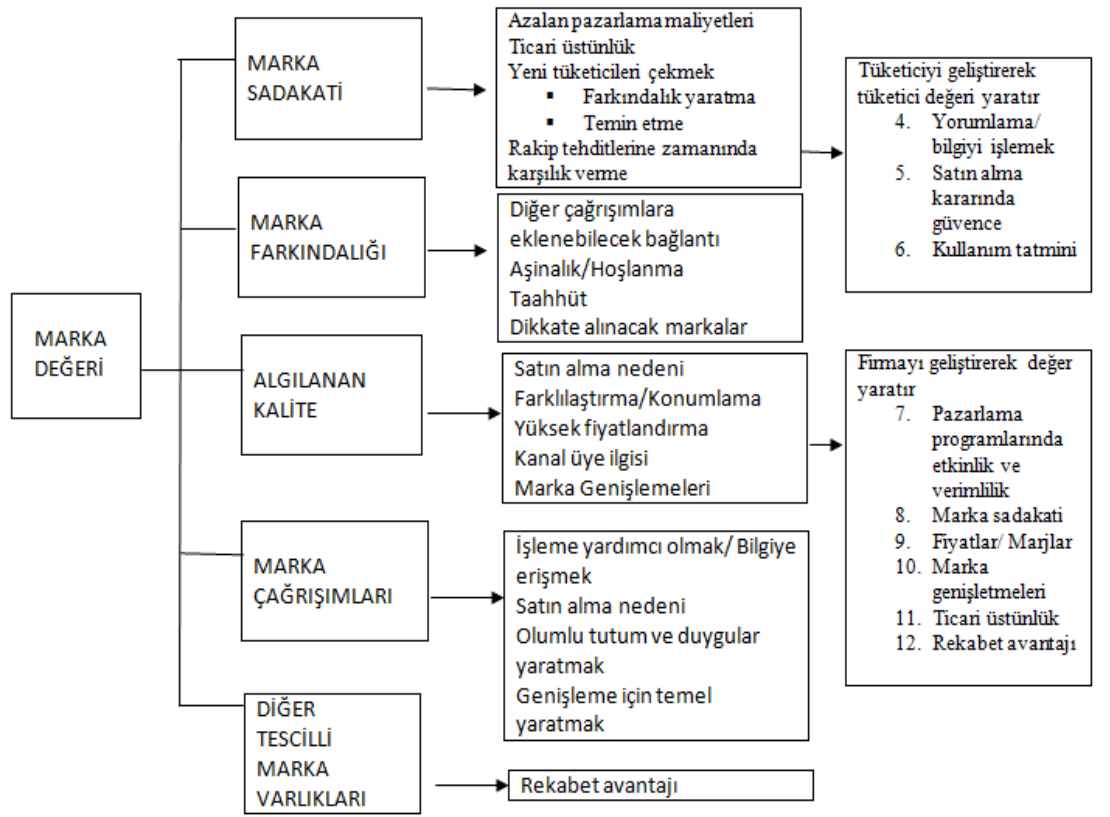 MARKA
DEĞERİ
MARKA
SADAKATİ
Azalan pazarlama maliyetleri
Ticari üstünlük
Yeni tüketicileri çekmek
▪ Farkındalık yaratma
▪ Temin etme
Rakip tehditlerine zamanında
karşılık verme
MARKA
FARKINDALIĞI
Diğer çağrışımlara
eklenebilecek bağlantı
Aşinalık/Hoşlanma
Taahhüt
Dikkate alınacak markalar
ALGILANAN
KALİTE
Satın alma nedeni
Farklılaştırma/Konumlama
Yüksek fiyatlandırma
Kanal üye ilgisi
Marka Genişlemeleri
MARKA
ÇAĞRIŞIMLARI
İşleme yardımcı olmak/ Bilgiye
erişmek
Satın alma nedeni
Olumlu tutum ve duygular
yaratmak
Genişleme için temel
yaratmak
DİĞER
TESCİLLİ
MARKA
VARLIKLARI
Rekabet avantajı
Tüketiciyi geliştirerek
tüketici değeri yaratır
4. Yorumlama/
bilgiyi işlemek
5. Satın alma
kararında
güvence
6. Kullanım tatmini
Firmayı geliştirerek değer
yaratır
7. Pazarlama
programlarında
etkinlik ve
verimlilik
8. Marka sadakati
9. Fiyatlar/ Marjlar
10. Marka
genişletmeleri
11. Ticari üstünlük
12. Rekabet avantajı